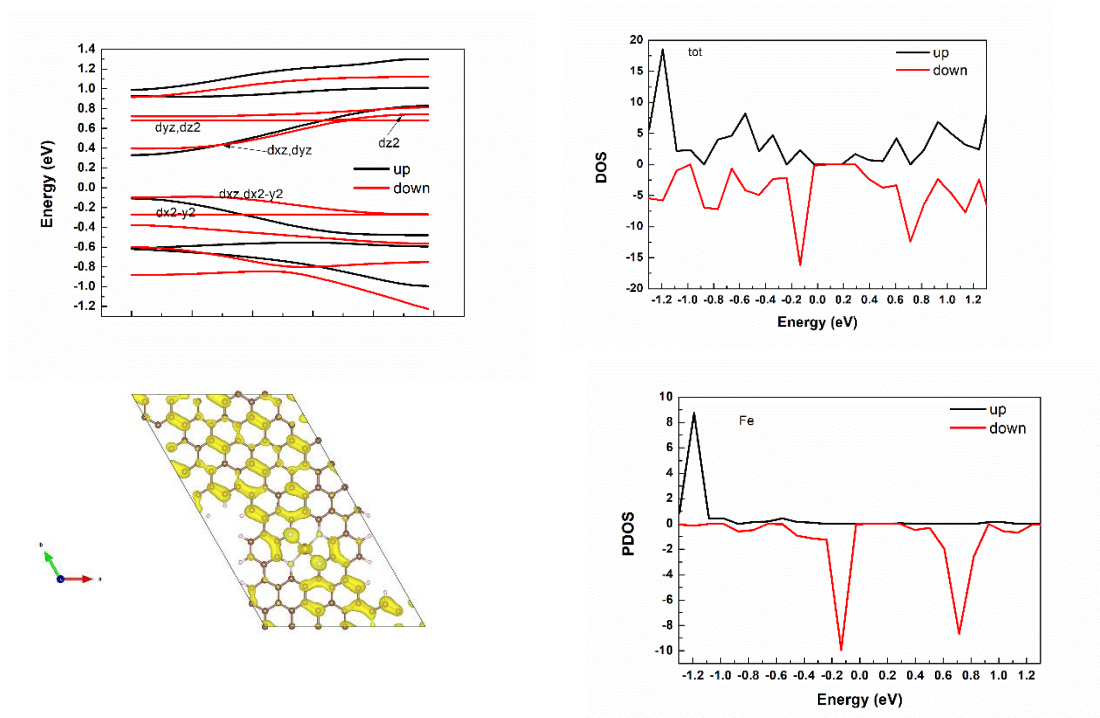 1.4
1.2
1.0
0.8
0.6
0.4
0.2
0.0
-0.2
-0.4
-0.6
-0.8
-1.0
-1.2
Energy (eV)
dyz,dz2
dxz,dyz
dz2
up
down
dxz,dx2-y2
dx2-y2
20
15
10
5
0
-5
-10
-15
-20
DOS
tot
up
down
-1.2 -1.0 -0.8 -0.6 -0.4 -0.2 0.0 0.2 0.4 0.6 0.8 1.0 1.2
Energy (eV)
b
a
10
8
6
4
2
0
-2
-4
-6
-8
-10
PDOS
Fe
up
down
-1.2 -1.0 -0.8 -0.6 -0.4 -0.2 0.0 0.2 0.4 0.6 0.8 1.0 1.2
Energy (eV)